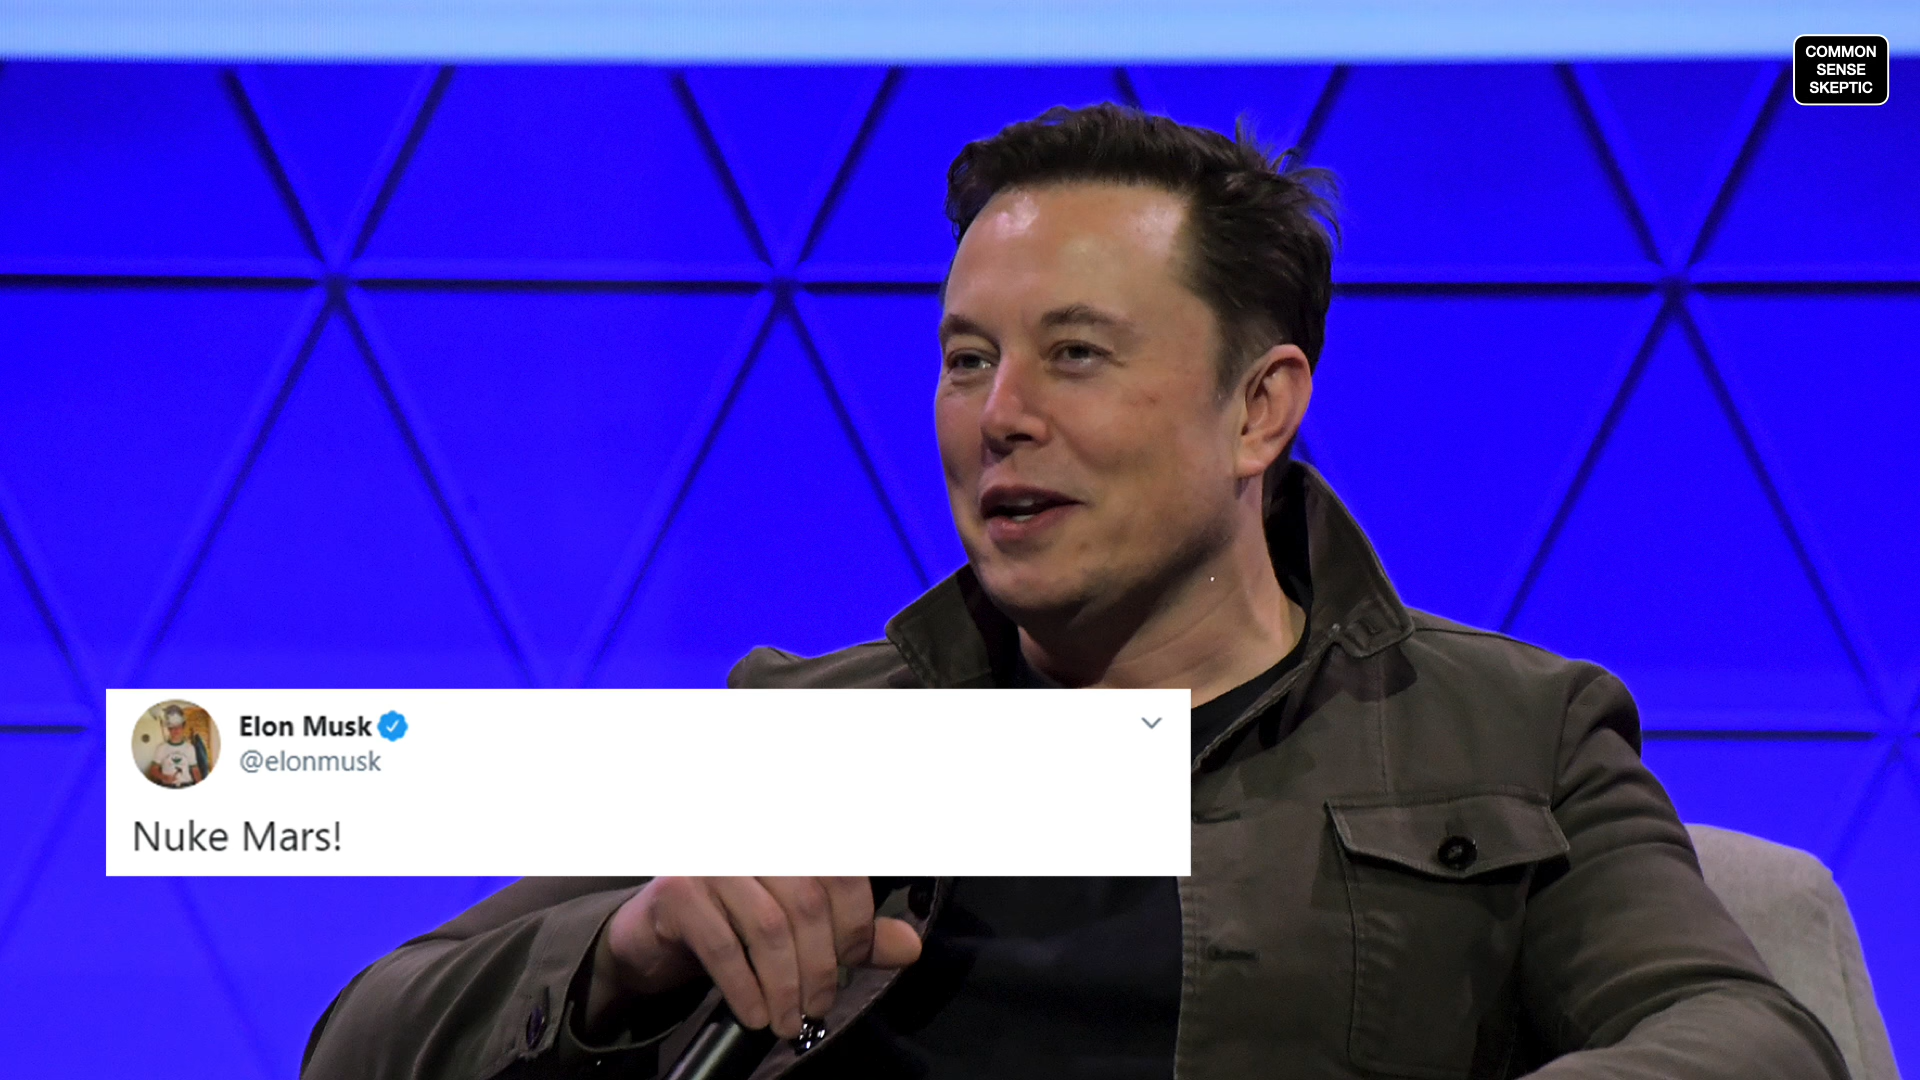 COMMON
SENSE
SKEPTIC
Elon Musk
@elonmusk
Nuke Mars!